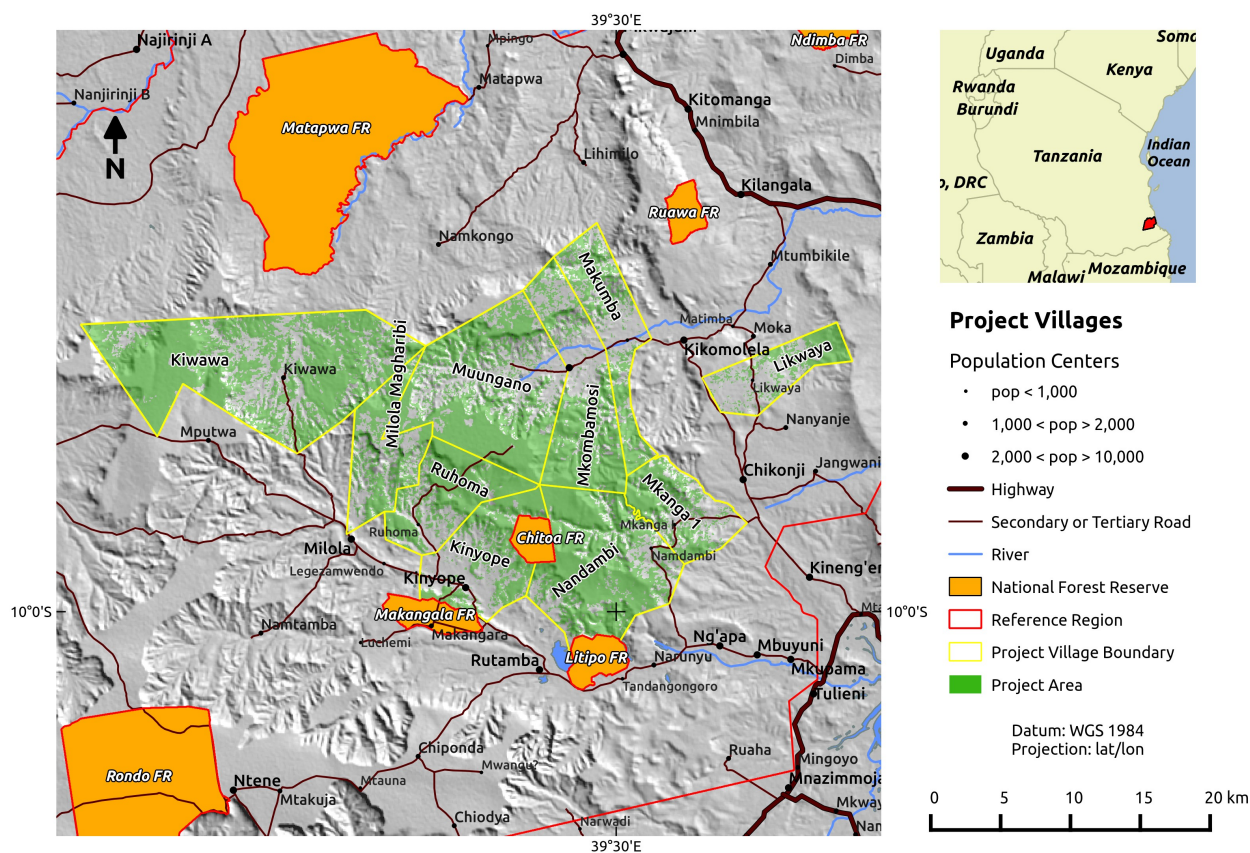 39°30'E
Najirinji A
Mpingo
Ndimba FR
Dimba
Nanjirinji B
Matapwa
Kitomanga
Mnimbila
Matapwa FR
N
Lihimilo
Kilangala
Ruawa FR
Namkongo
Mtumbikile
Makumba
Matimba
Moka
Kikomolela
Likwaya
Likwaya
Kiwawa
Kiwawa
Milola Magharibi
Muungano
Mkombamosi
Nanyanje
Mputwa
Chikonji
Jangwani
Ruhoma
Mkanga 1
Mkanga
Ruhoma
Chitoa FR
Milola
Kinyope
Nandambi
Namdambi
Legezamwendo
Kinyope
Kineng'en
10°0'S
10°0'S
Makangala FR
Makangara
Namtamba
Luchemi
Rutamba
Litipo FR
Narunyu
Ng'apa
Mbuyuni
Mkupama
Tandangongoro
Tulieni
Rondo FR
Chiponda
Mwangu?
Ruaha
Mingoyo
Mnazimmoja
Ntene
Mtakuja
Mtauna
Chiodya
Narwadi
Mkway
39°30'E
Uganda
Kenya
Rwanda
Burundi
Tanzania
Indian
Ocean
o, DRC
Zambia
Malawi
Mozambique
Project Villages
Population Centers
pop < 1,000
1,000 < pop > 2,000
2,000 < pop > 10,000
Highway
Secondary or Tertiary Road
River
National Forest Reserve
Reference Region
Project Village Boundary
Project Area
Datum: WGS 1984
Projection: lat/lon
0 5 10 15 20 km